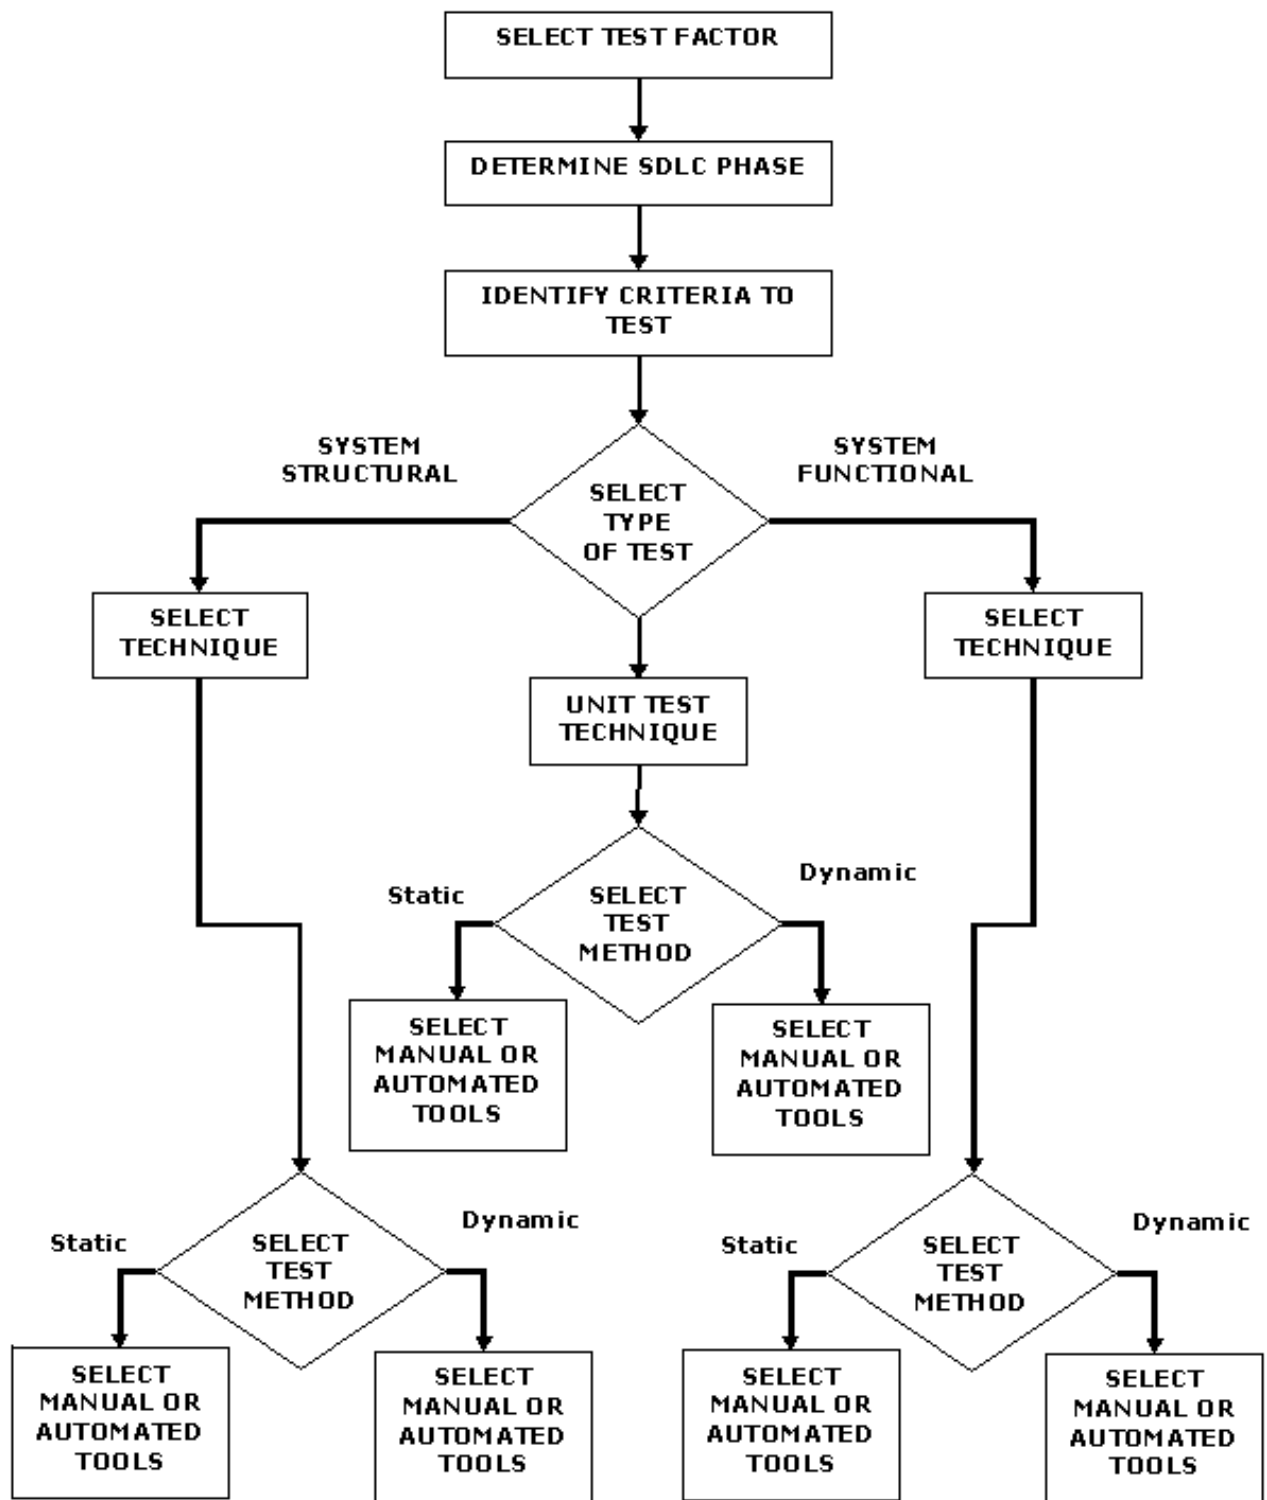 SELECT TEST FACTOR
DETERMINE SDLC PHASE
IDENTIFY CRITERIA TO
TEST
SYSTEM
STRUCTURAL
SYSTEM
FUNCTIONAL
SELECT
TYPE
OF TEST
SELECT
TECHNIQUE
SELECT
TECHNIQUE
UNIT TEST
TECHNIQUE
Static
Dynamic
SELECT
TEST
METHOD
SELECT
MANUAL OR
AUTOMATED
TOOLS
SELECT
MANUAL OR
AUTOMATED
TOOLS
Static
Dynamic
SELECT
TEST
METHOD
Static
Dynamic
SELECT
TEST
METHOD
SELECT
MANUAL OR
AUTOMATED
TOOLS
SELECT
MANUAL OR
AUTOMATED
TOOLS
SELECT
MANUAL OR
AUTOMATED
TOOLS
SELECT
MANUAL OR
AUTOMATED
TOOLS